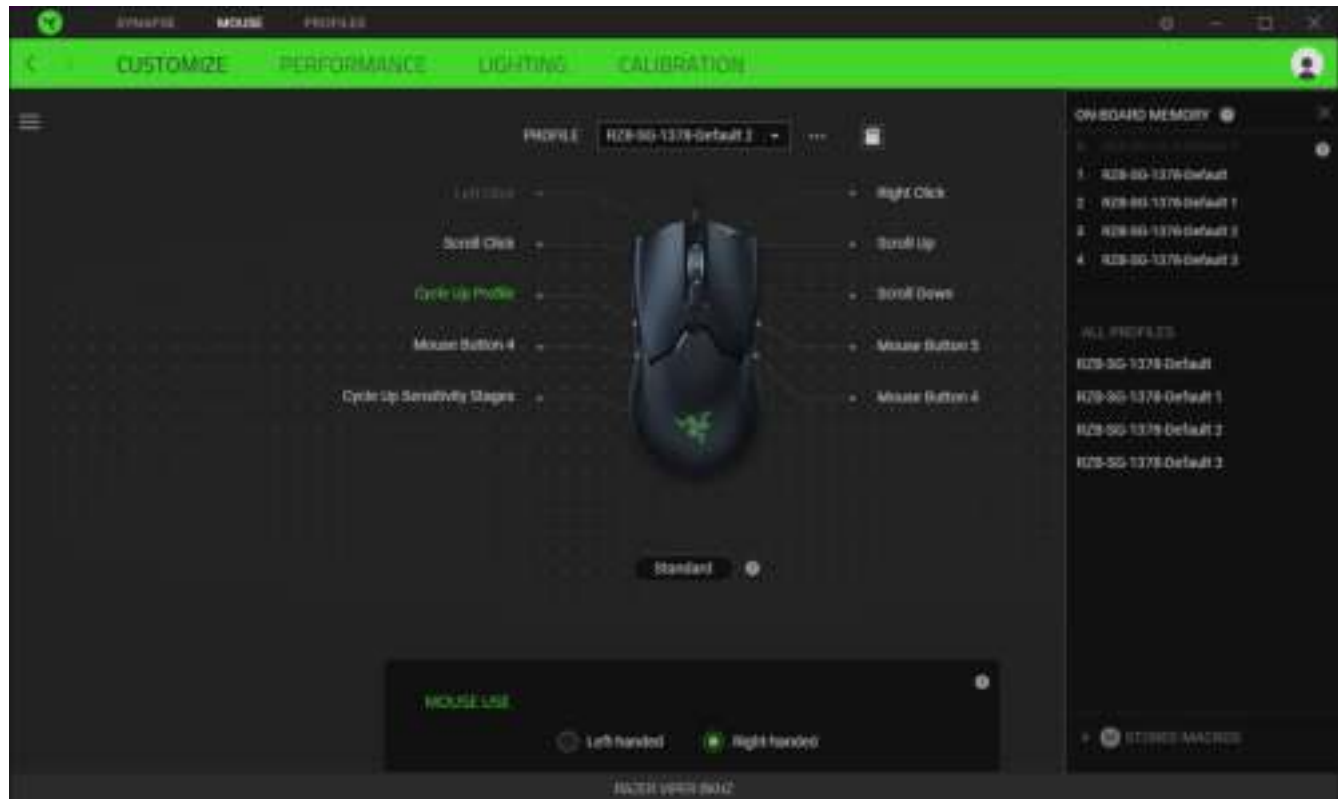 SYNAPSE MOUSE PROFILES
CUSTOMIZE PERFORMANCE LIGHTING CALIBRATION
PROFILE RZ8-SG-1378-Default 2
Left Click
Scroll Click
Cycle Up Profile
Mouse Button 4
Cycle Up Sensitivity Stages
Right Click
Scroll Up
Scroll Down
Mouse Button 5
Mouse Button 4
Standard
MOUSE USE
Left-handed Right-handed
ON-BOARD MEMORY
1 RZ8-SG-1378-Default
2 RZ8-SG-1378-Default 1
3 RZ8-SG-1378-Default 2
4 RZ8-SG-1378-Default 3
ALL PROFILES
RZ8-SG-1378-Default
RZ8-SG-1378-Default 1
RZ8-SG-1378-Default 2
RZ8-SG-1378-Default 3
STORED MACROS
RAZER VIPER 8KHZ